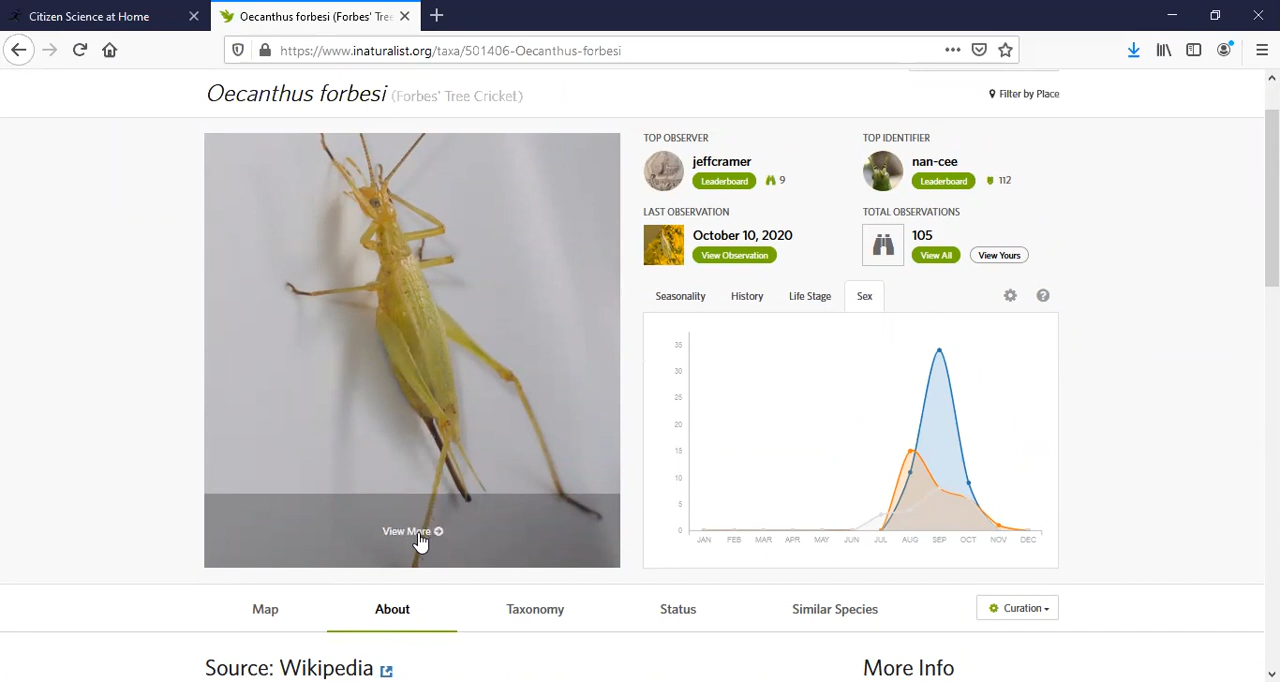 Citizen Science at Home
Oecanthus forbesi (Forbes' Tre
https://www.inaturalist.org/taxa/501406-Oecanthus-forbesi
Oecanthus forbesi (Forbes' Tree Cricket)
Filter by Place
TOP OBSERVER
jeffcramer
Leaderboard 9
TOP IDENTIFIER
nan-cee
Leaderboard 112
LAST OBSERVATION
October 10, 2020
View Observation
TOTAL OBSERVATIONS
105
View All View Yours
Seasonality History Life Stage Sex
35
30
25
20
15
10
5
0
JAN FEB MAR APR MAY JUN JUL AUG SEP OCT NOV DEC
View More
Map About Taxonomy Status Similar Species Curation
Source: Wikipedia
More Info